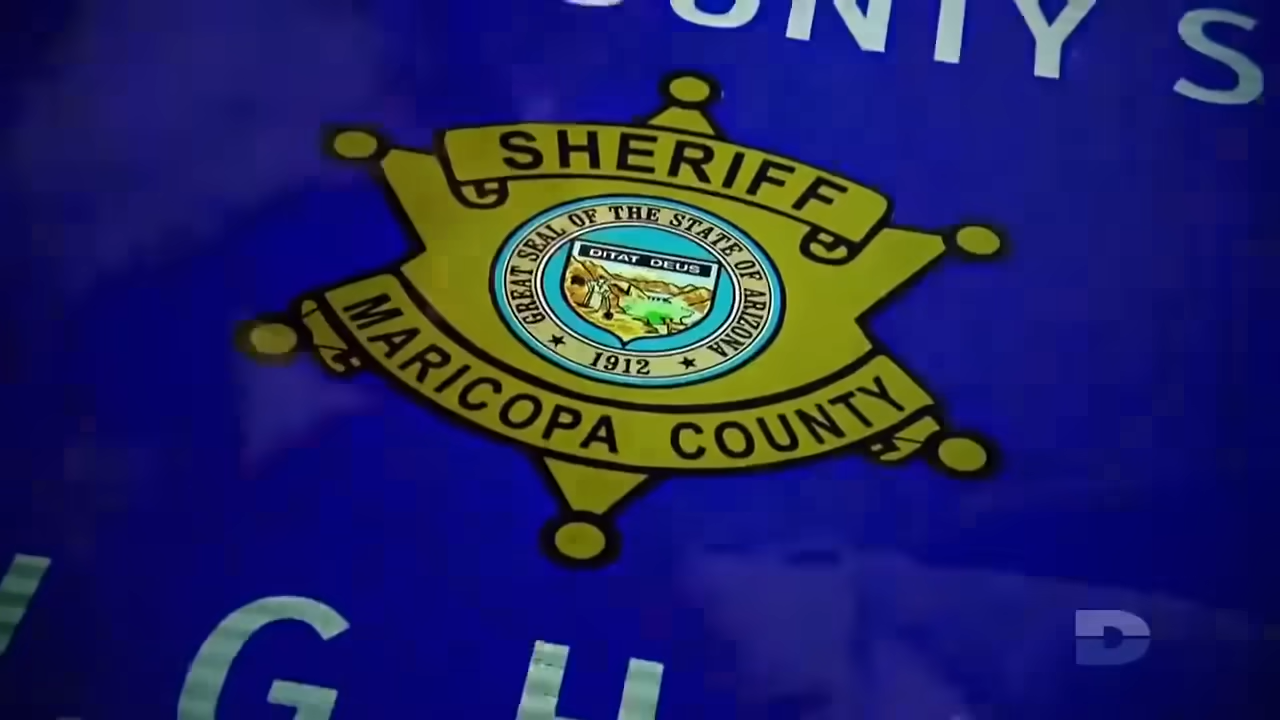 SHERIFF
GREAT SEAL OF THE STATE OF ARIZONA
DITAT DEUS
1912
MARICOPA COUNTY